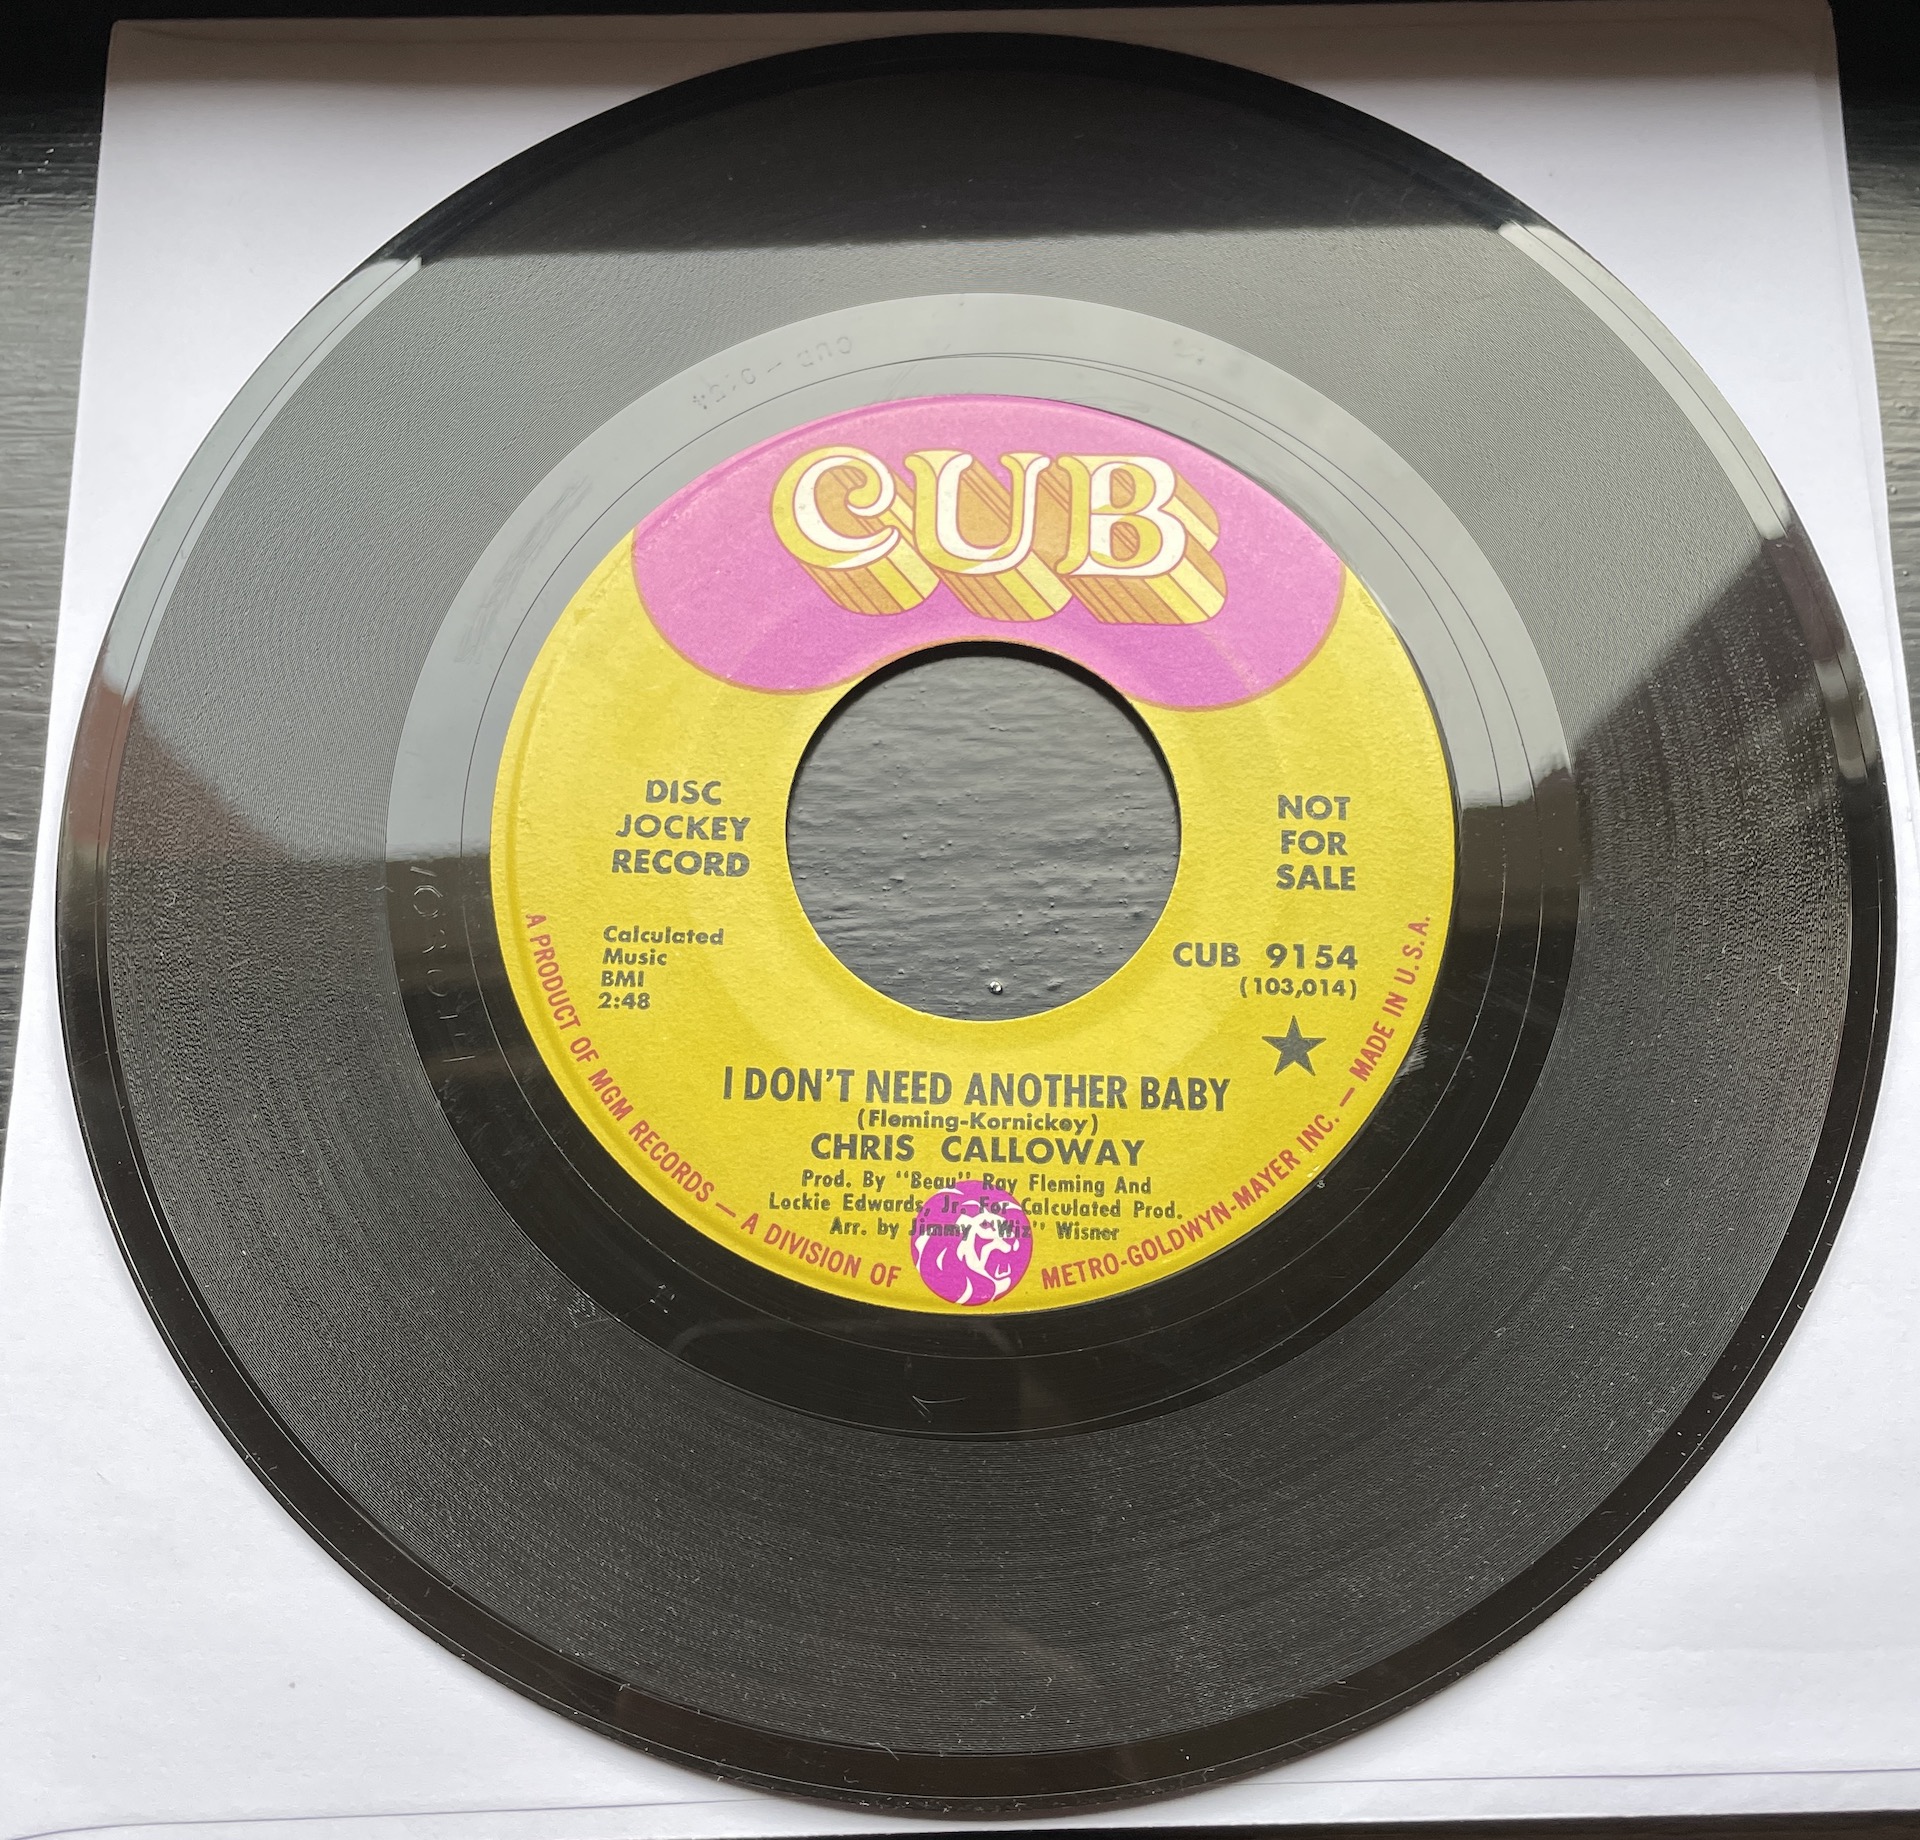 CUB
DISC
JOCKEY
RECORD
NOT
FOR
SALE
Calculated
Music
BMI
2:48
CUB 9154
(103,014)
I DON'T NEED ANOTHER BABY
(Fleming-Kornickey)
CHRIS CALLOWAY
Prod. By "Beau" Ray Fleming And
Lockie Edwards, Jr. For Calculated Prod.
Arr. by Jimmy "Wiz" Wisner
A PRODUCT OF MGM RECORDS — A DIVISION OF METRO-GOLDWYN-MAYER INC. — MADE IN U.S.A.